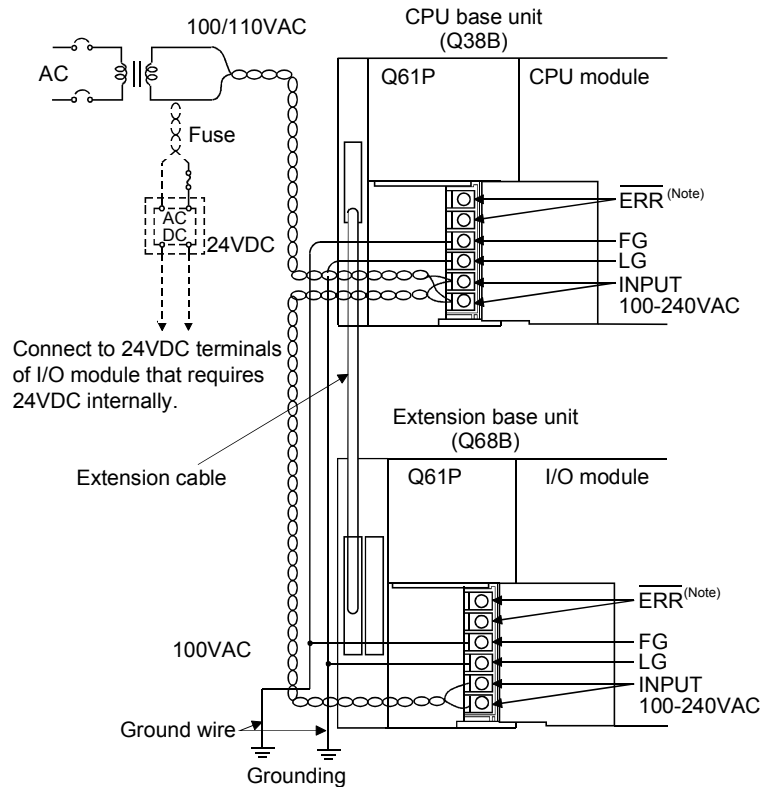 CPU base unit
(Q38B)
100/110VAC
AC
Q61P
CPU module
Fuse
AC
DC
24VDC
ERR (Note)
FG
LG
INPUT
100-240VAC
Connect to 24VDC terminals
of I/O module that requires
24VDC internally.
Extension base unit
(Q68B)
Extension cable
Q61P
I/O module
ERR (Note)
FG
LG
INPUT
100-240VAC
100VAC
Ground wire
Grounding